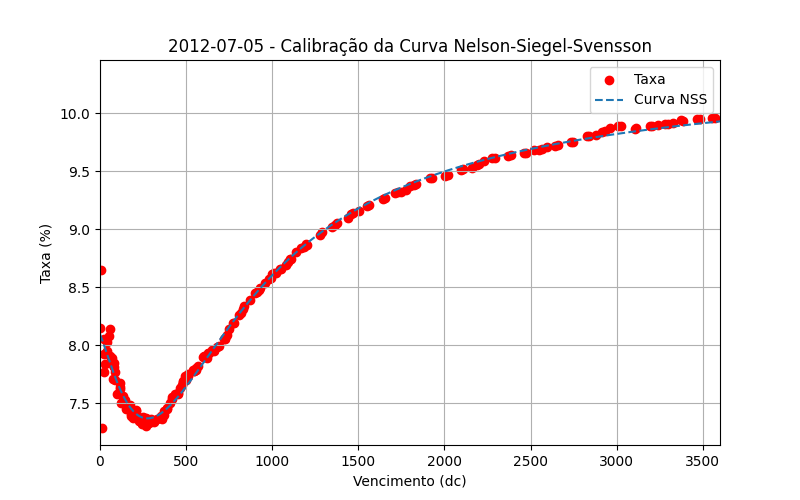 2012-07-05 - Calibração da Curva Nelson-Siegel-Svensson
Taxa
Curva NSS
Taxa (%)
10.0
9.5
9.0
8.5
8.0
7.5
0 500 1000 1500 2000 2500 3000 3500
Vencimento (dc)